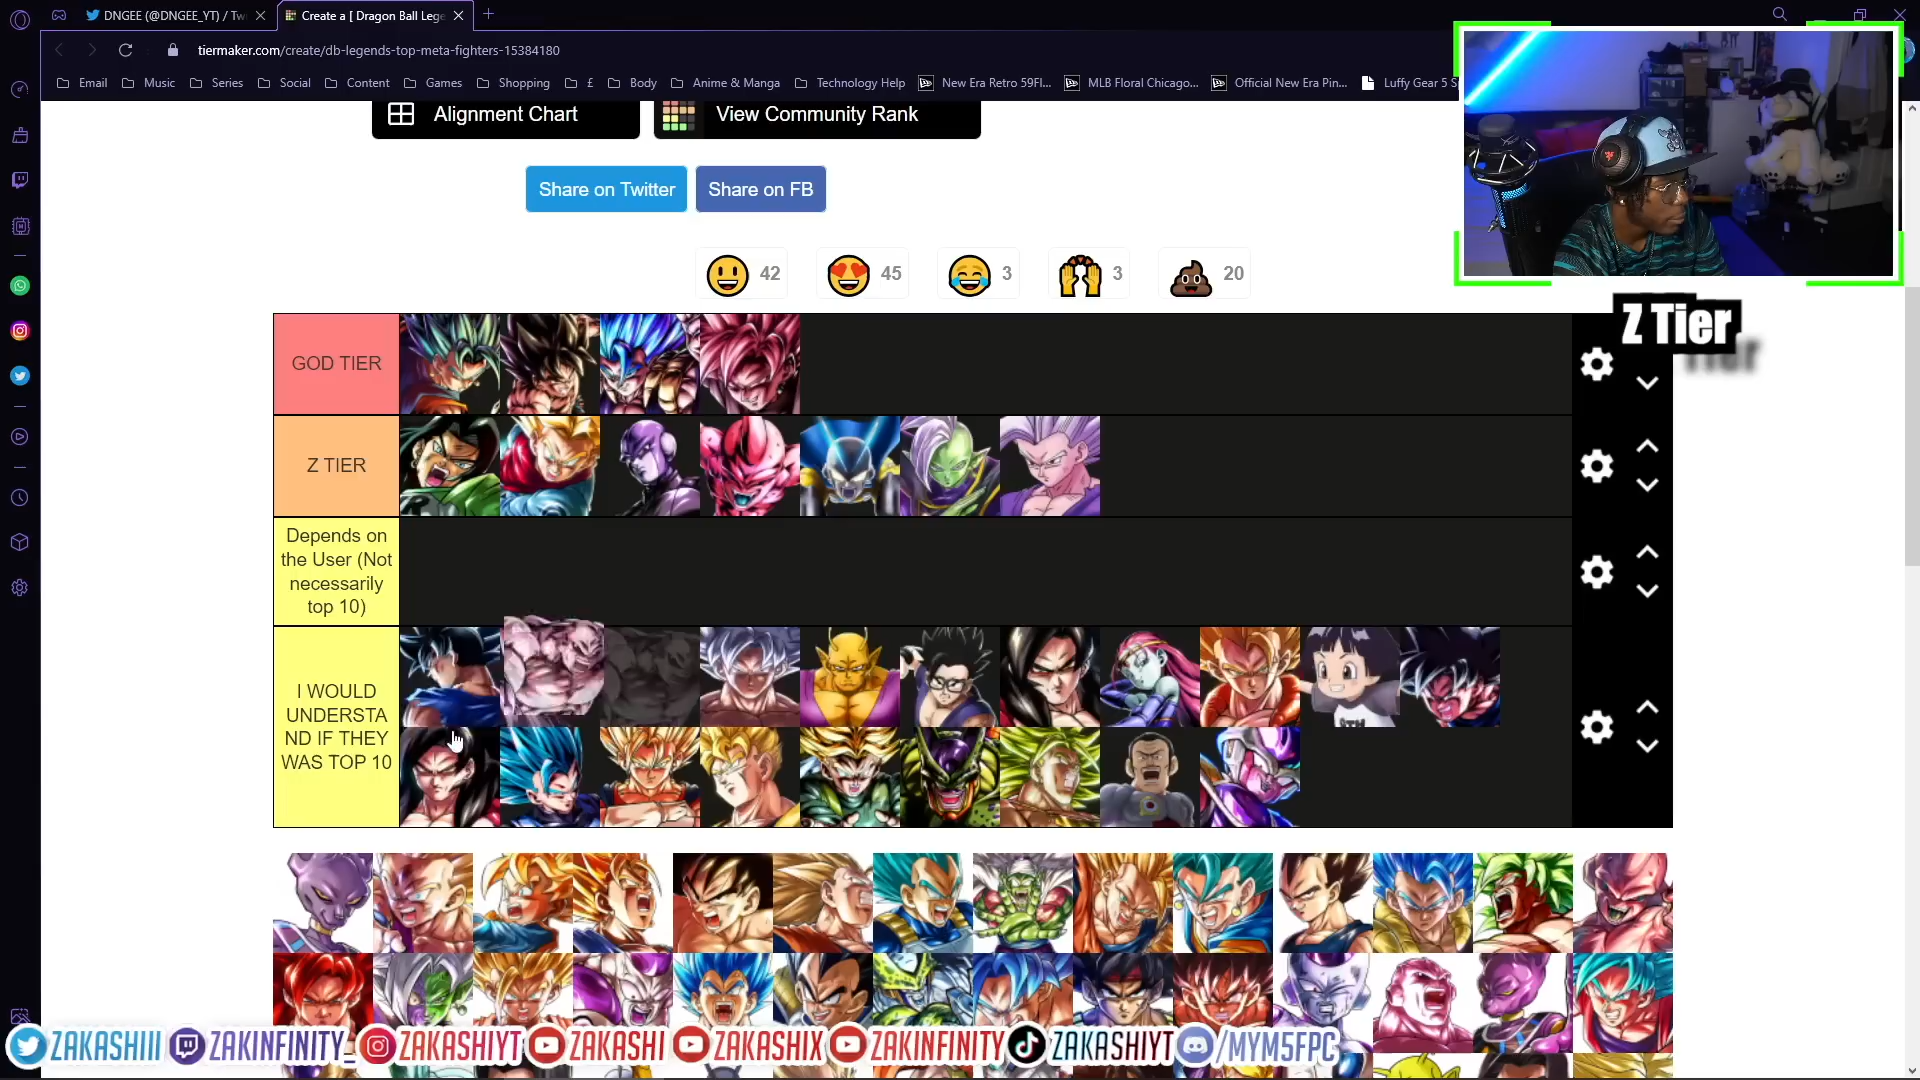 DNGEE (@DNGEE_YT) / Tw
Create a [ Dragon Ball Lege
tiermaker.com/create/db-legends-top-meta-fighters-15384180
Email Music Series Social Content Games Shopping £ Body Anime & Manga Technology Help New Era Retro 59Fl... MLB Floral Chicago... Official New Era Pin... Luffy Gear 5 S
Alignment Chart
View Community Rank
Share on Twitter
Share on FB
42 45 3 3 20
Z Tier
Tier
GOD TIER
Z TIER
Depends on
the User (Not
necessarily
top 10)
I WOULD
UNDERSTA
ND IF THEY
WAS TOP 10
ZAKASHIII ZAKINFINITY_ ZAKASHIYT ZAKASHI ZAKASHIX ZAKINFINITY ZAKASHIYT /MYM5FPC